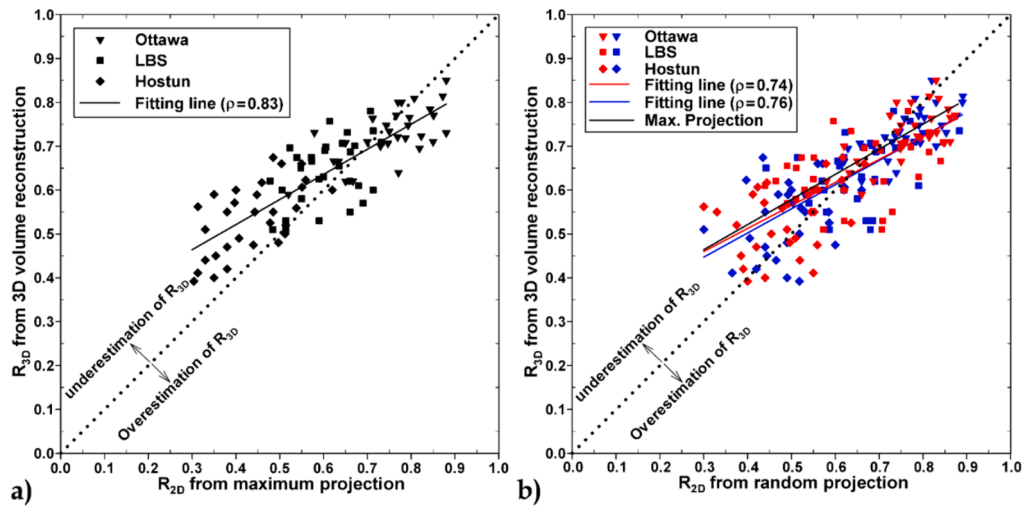 Ottawa
LBS
Hostun
Fitting line (ρ=0.83)
1.0
0.9
0.8
0.7
0.6
0.5
0.4
0.3
0.2
0.1
0.0
R3D from 3D volume reconstruction
underestimation of R3D
Overestimation of R3D
0.0 0.1 0.2 0.3 0.4 0.5 0.6 0.7 0.8 0.9 1
R2D from maximum projection
a)
Ottawa
LBS
Hostun
Fitting line (ρ=0.74)
Fitting line (ρ=0.76)
Max. Projection
1.0
0.9
0.8
0.7
0.6
0.5
0.4
0.3
0.2
0.1
0.0
R3D from 3D volume reconstruction
underestimation of R3D
Overestimation of R3D
0.0 0.1 0.2 0.3 0.4 0.5 0.6 0.7 0.8 0.9 1.0
R2D from random projection
b)